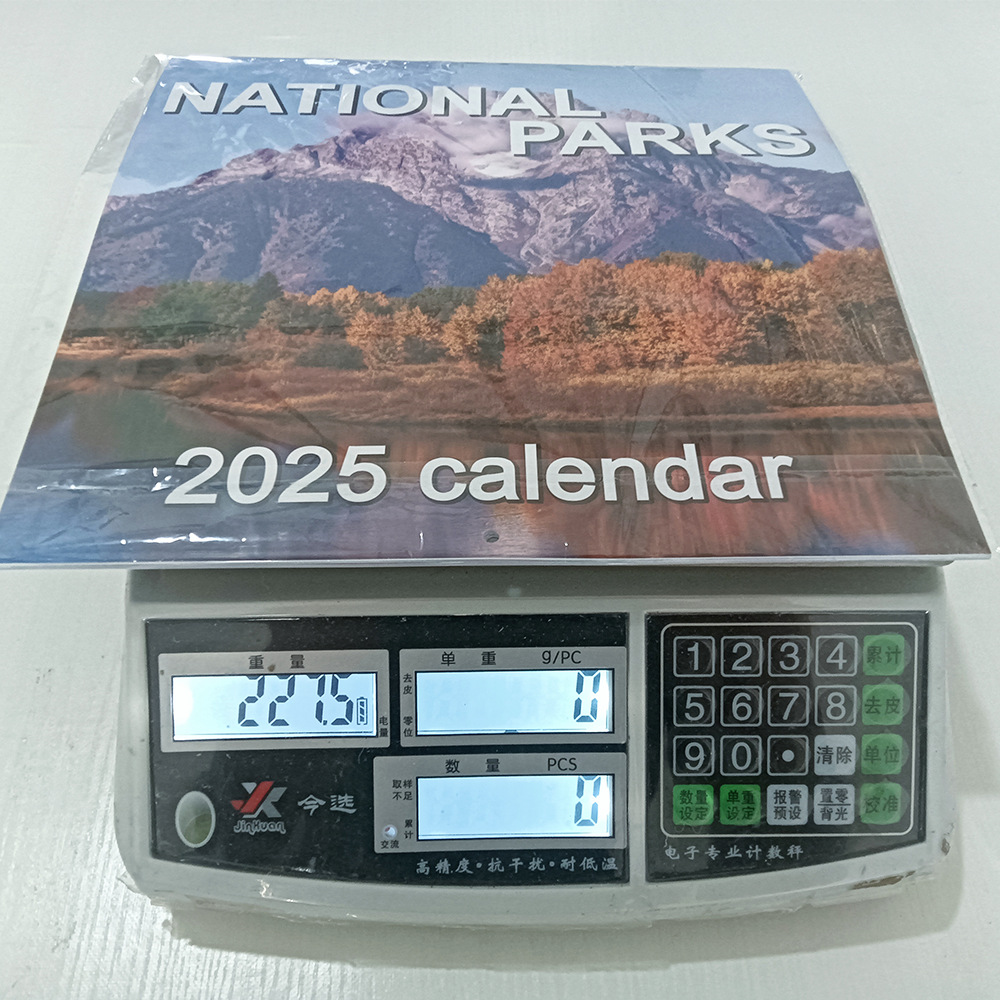 NATIONAL
PARKS
2025 calendar
重 量
227.5
电量
单 重 g/PC
去皮
零位
0
数 量 PCS
取样
不足
累计
交流
0
JinXuan
今选
高精度·抗干扰·耐低温
1 2 3 4 累计
5 6 7 8 去皮
9 0 • 清除 单位
数量设定 单重设定 报警预设 置零背光 校准
电子专业计数秤